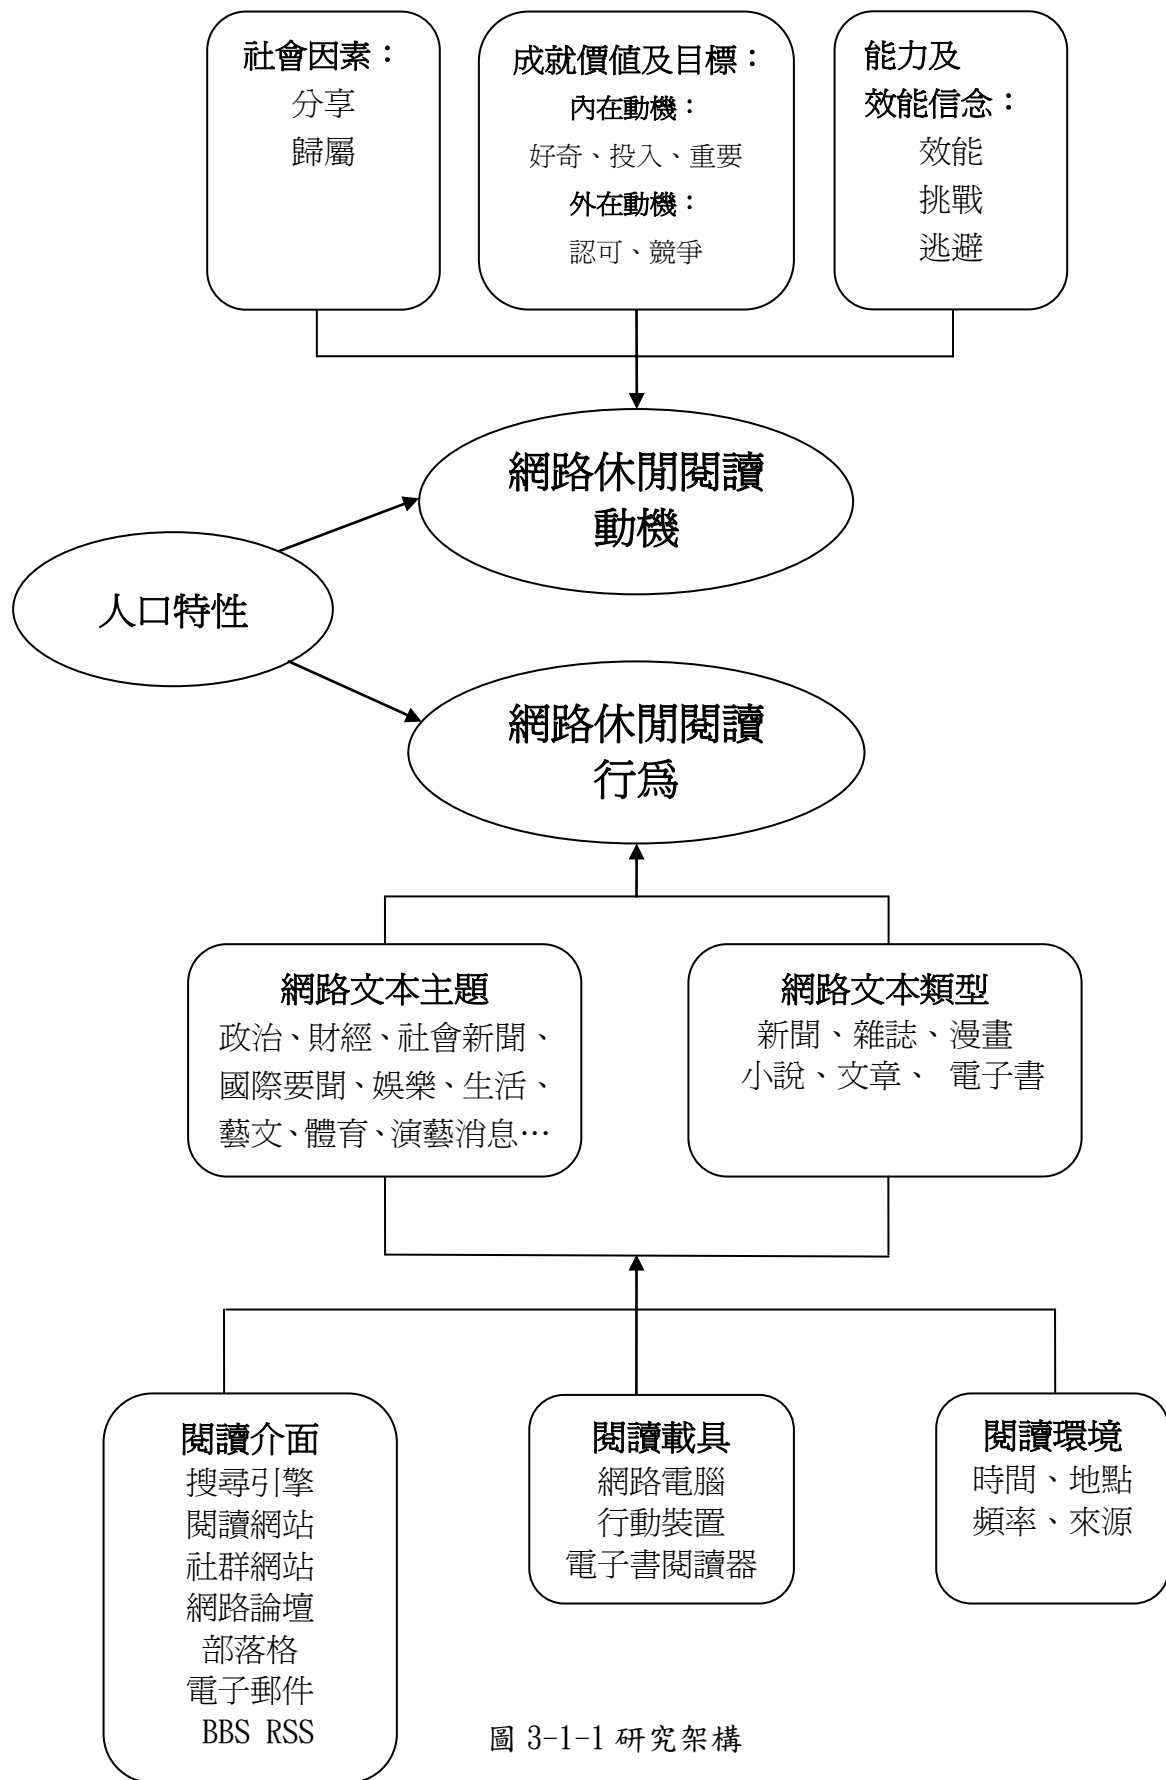 社會因素：
分享
歸屬
成就價值及目標：
內在動機：
好奇、投入、重要
外在動機：
認可、競爭
能力及
效能信念：
效能
挑戰
逃避
網路休閒閱讀
動機
人口特性
網路休閒閱讀
行為
網路文本主題
政治、財經、社會新聞、
國際要聞、娛樂、生活、
藝文、體育、演藝消息…
網路文本類型
新聞、雜誌、漫畫
小說、文章、 電子書
閱讀介面
搜尋引擎
閱讀網站
社群網站
網路論壇
部落格
電子郵件
BBS RSS
閱讀載具
網路電腦
行動裝置
電子書閱讀器
閱讀環境
時間、地點
頻率、來源
圖 3-1-1 研究架構